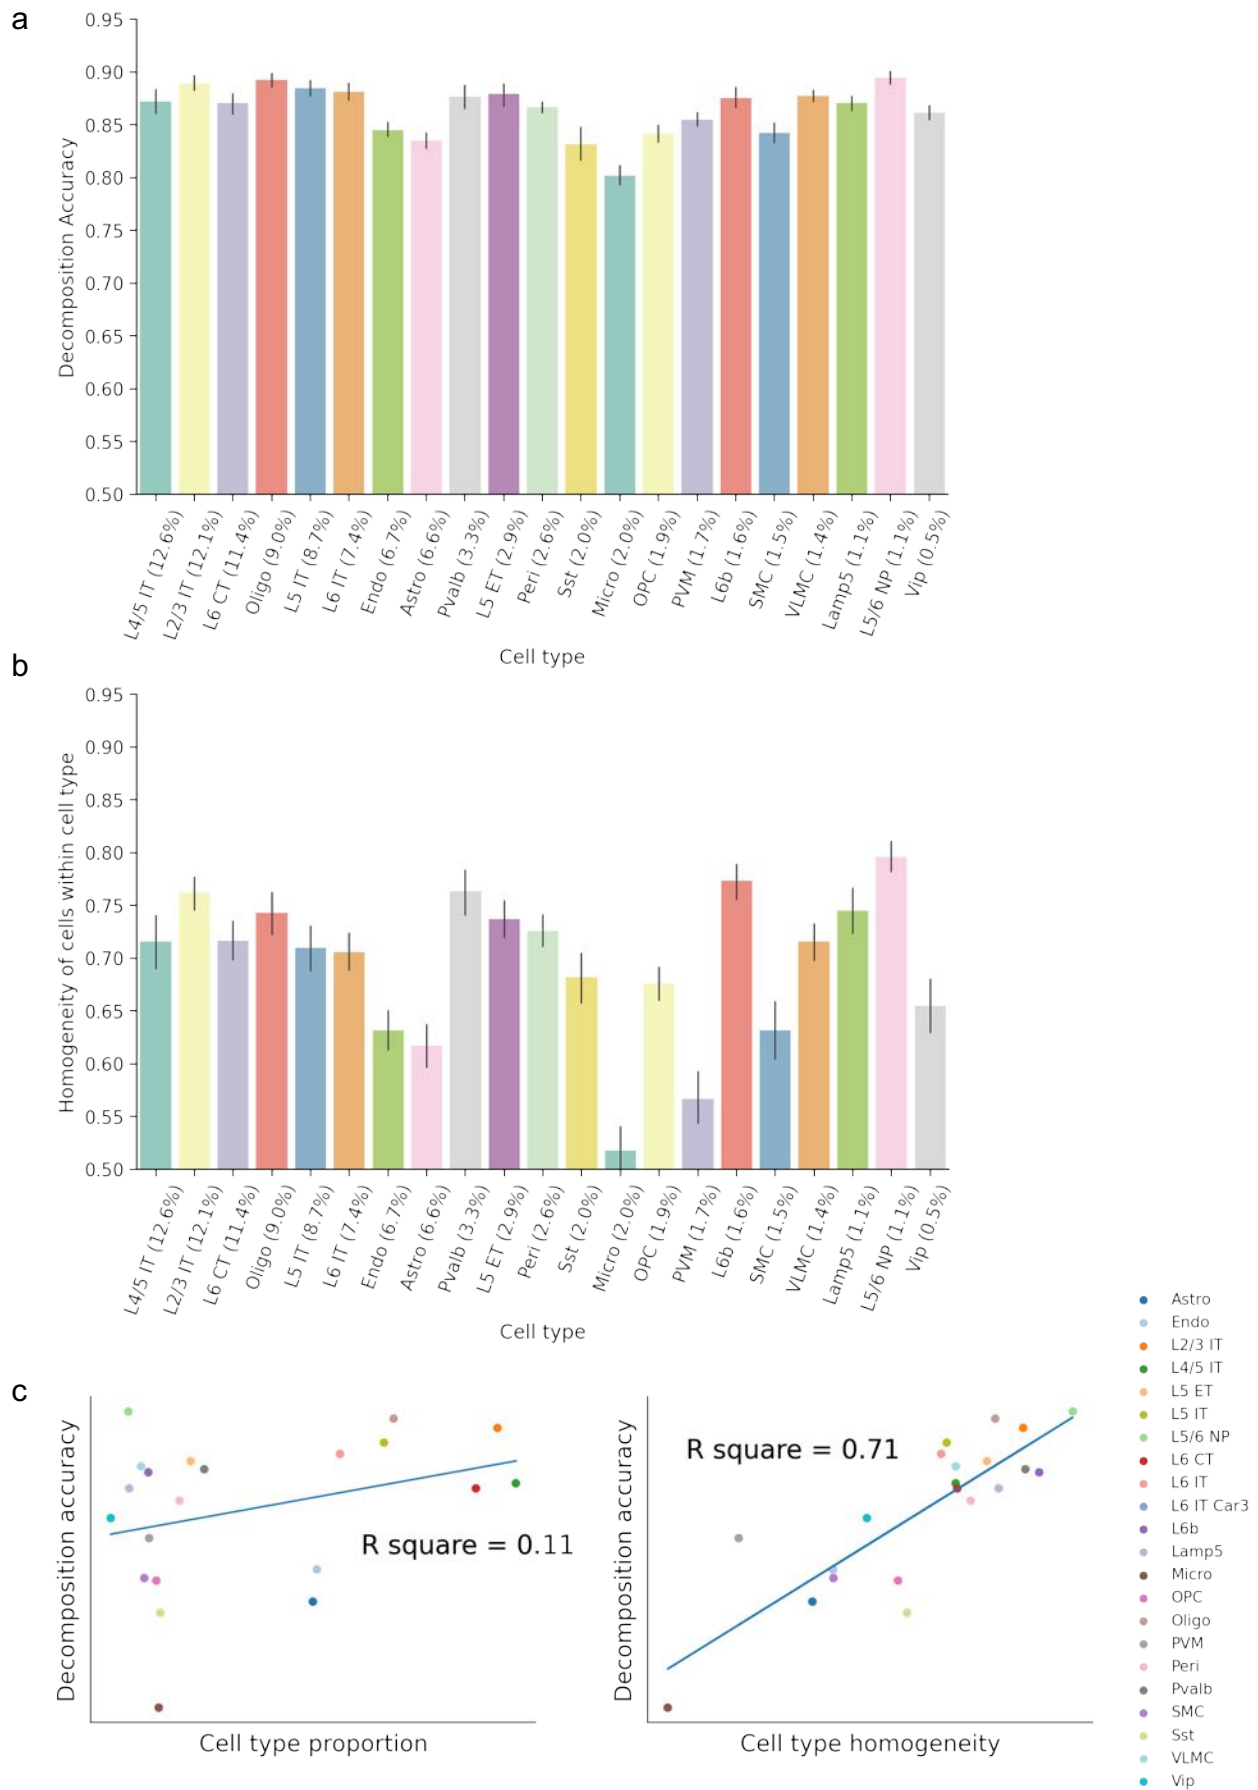 a
0.95
0.90
0.85
0.80
0.75
0.70
0.65
0.60
0.55
0.50
Decomposition Accuracy
L4/5 IT (12.6%)
L2/3 IT (12.1%)
L6 CT (11.4%)
Oligo (9.0%)
L5 IT (8.7%)
L6 IT (7.4%)
Endo (6.7%)
Astro (6.6%)
Pvalb (3.3%)
L5 ET (2.9%)
Peri (2.6%)
Sst (2.0%)
Micro (2.0%)
OPC (1.9%)
PVM (1.7%)
L6b (1.6%)
SMC (1.5%)
VLMC (1.4%)
Lamp5 (1.1%)
L5/6 NP (1.1%)
Vip (0.5%)
Cell type
b
0.95
0.90
0.85
0.80
0.75
0.70
0.65
0.60
0.55
0.50
Homogeneity of cells within cell type
L4/5 IT (12.6%)
L2/3 IT (12.1%)
L6 CT (11.4%)
Oligo (9.0%)
L5 IT (8.7%)
L6 IT (7.4%)
Endo (6.7%)
Astro (6.6%)
Pvalb (3.3%)
L5 ET (2.9%)
Peri (2.6%)
Sst (2.0%)
Micro (2.0%)
OPC (1.9%)
PVM (1.7%)
L6b (1.6%)
SMC (1.5%)
VLMC (1.4%)
Lamp5 (1.1%)
L5/6 NP (1.1%)
Vip (0.5%)
Cell type
c
Decomposition accuracy
R square = 0.11
Cell type proportion
Decomposition accuracy
R square = 0.71
Cell type homogeneity
Astro
Endo
L2/3 IT
L4/5 IT
L5 ET
L5 IT
L5/6 NP
L6 CT
L6 IT
L6 IT Car3
L6b
Lamp5
Micro
OPC
Oligo
PVM
Peri
Pvalb
SMC
Sst
VLMC
Vip